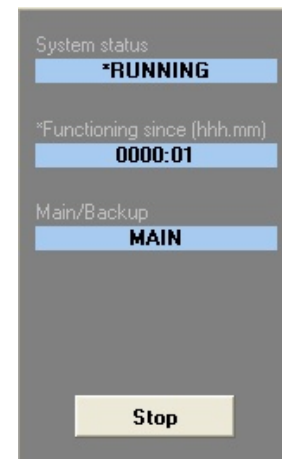 System status
*RUNNING
*Functioning since (hhh.mm)
0000:01
Main/Backup
MAIN
Stop